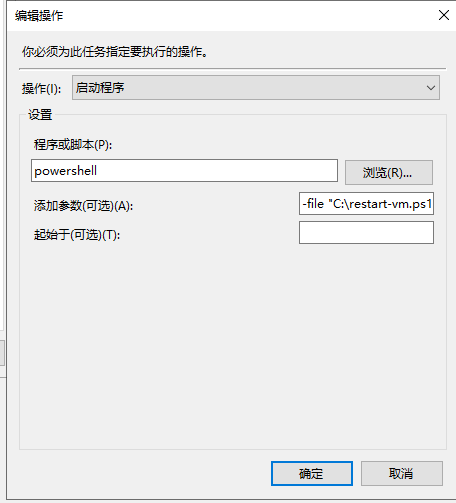 编辑操作
你必须为此任务指定要执行的操作。
操作(I): 启动程序
设置
程序或脚本(P):
powershell 浏览(R)...
添加参数(可选)(A): -file "C:\restart-vm.ps1
起始于(可选)(T):
确定 取消